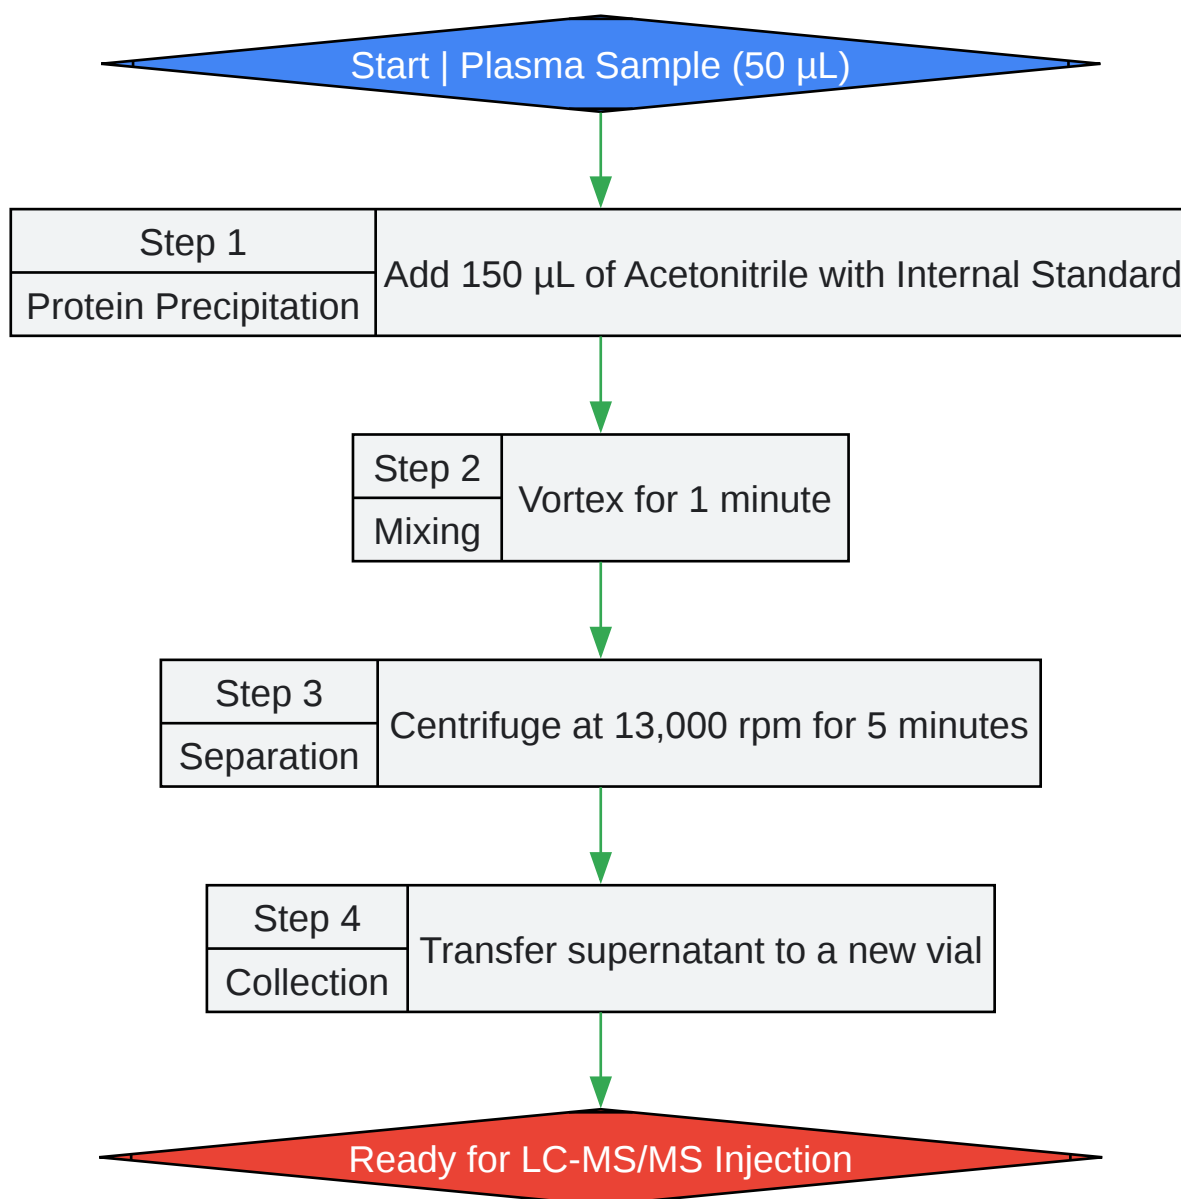 Start | Plasma Sample (50 µL)
Step 1
Protein Precipitation
Add 150 µL of Acetonitrile with Internal Standard
Step 2
Mixing
Vortex for 1 minute
Step 3
Separation
Centrifuge at 13,000 rpm for 5 minutes
Step 4
Collection
Transfer supernatant to a new vial
Ready for LC-MS/MS Injection